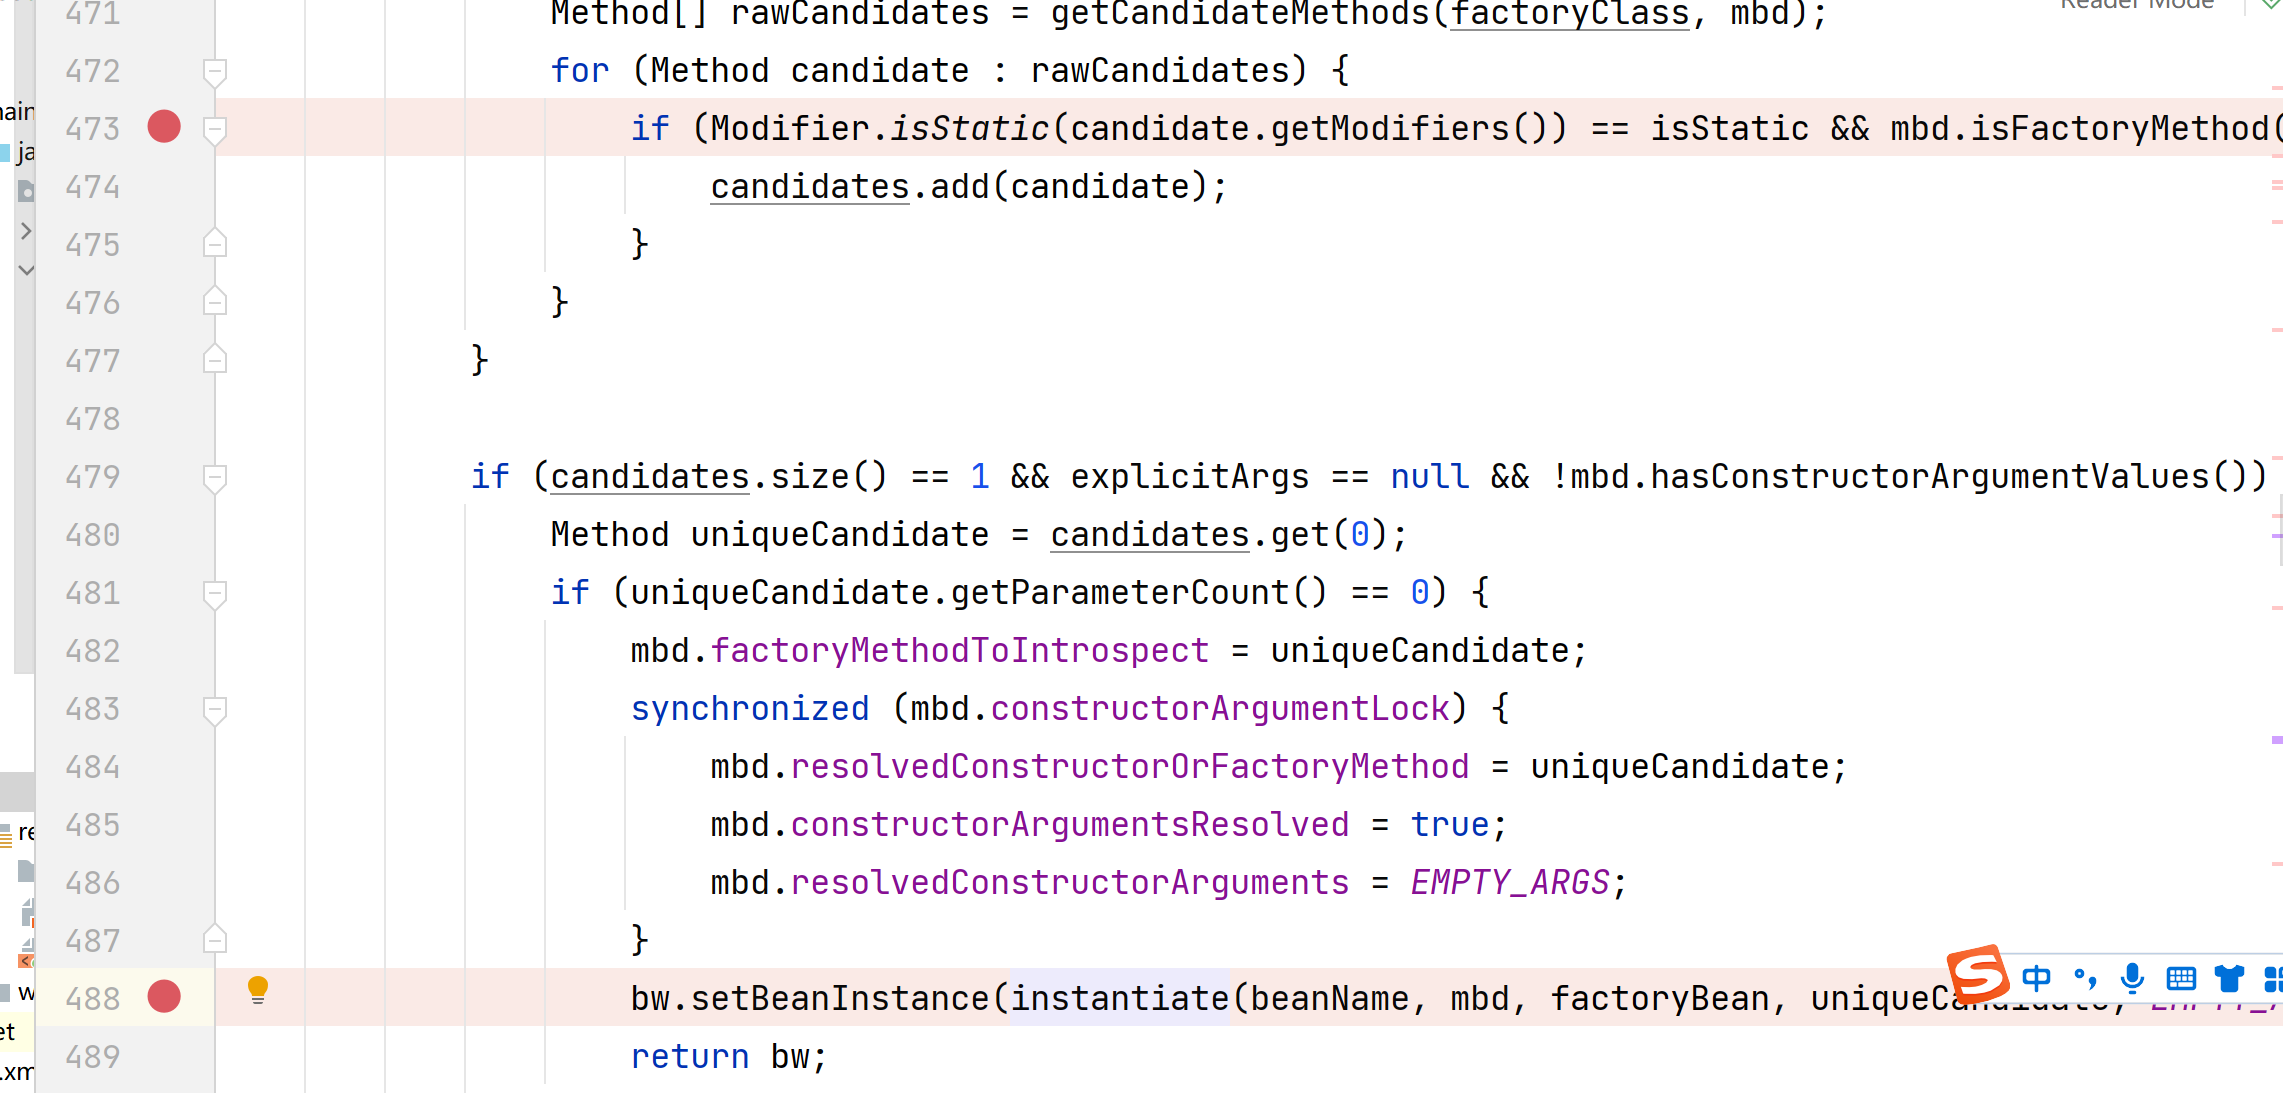 Reader Mode
471 Method[] rawCandidates = getCandidateMethods(factoryClass, mbd);
472 for (Method candidate : rawCandidates) {
473 if (Modifier.isStatic(candidate.getModifiers()) == isStatic && mbd.isFactoryMethod(
474 candidates.add(candidate);
475 }
476 }
477 }
478
479 if (candidates.size() == 1 && explicitArgs == null && !mbd.hasConstructorArgumentValues())
480 Method uniqueCandidate = candidates.get(0);
481 if (uniqueCandidate.getParameterCount() == 0) {
482 mbd.factoryMethodToIntrospect = uniqueCandidate;
483 synchronized (mbd.constructorArgumentLock) {
484 mbd.resolvedConstructorOrFactoryMethod = uniqueCandidate;
485 mbd.constructorArgumentsResolved = true;
486 mbd.resolvedConstructorArguments = EMPTY_ARGS;
487 }
488 bw.setBeanInstance(instantiate(beanName, mbd, factoryBean, uniqueCandidate,
489 return bw;
ain
ja
re
w
et
.xm
中